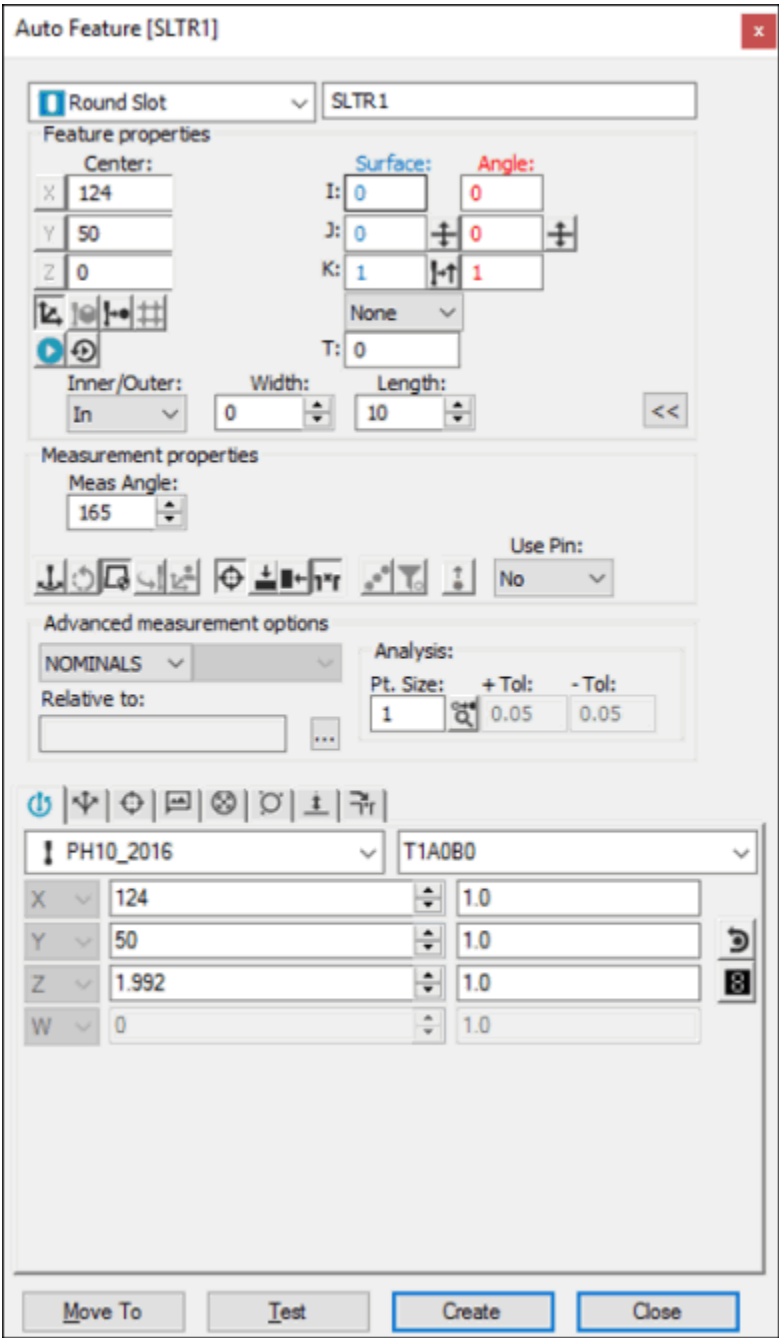 Auto Feature [SLTR1]
x
Round Slot SLTR1
Feature properties
Center: Surface: Angle:
X 124 I: 0 0
Y 50 J: 0 0
Z 0 K: 1 1
None
T: 0
Inner/Outer: Width: Length:
In 0 10 <<
Measurement properties
Meas Angle:
165
Use Pin:
No
Advanced measurement options
NOMINALS Analysis:
Relative to: Pt. Size: + Tol: - Tol:
1 0.05 0.05
...
PH10_2016 T1A0B0
X 124 1.0
Y 50 1.0
Z 1.992 1.0
8
W 0 1.0
Move To Test Create Close